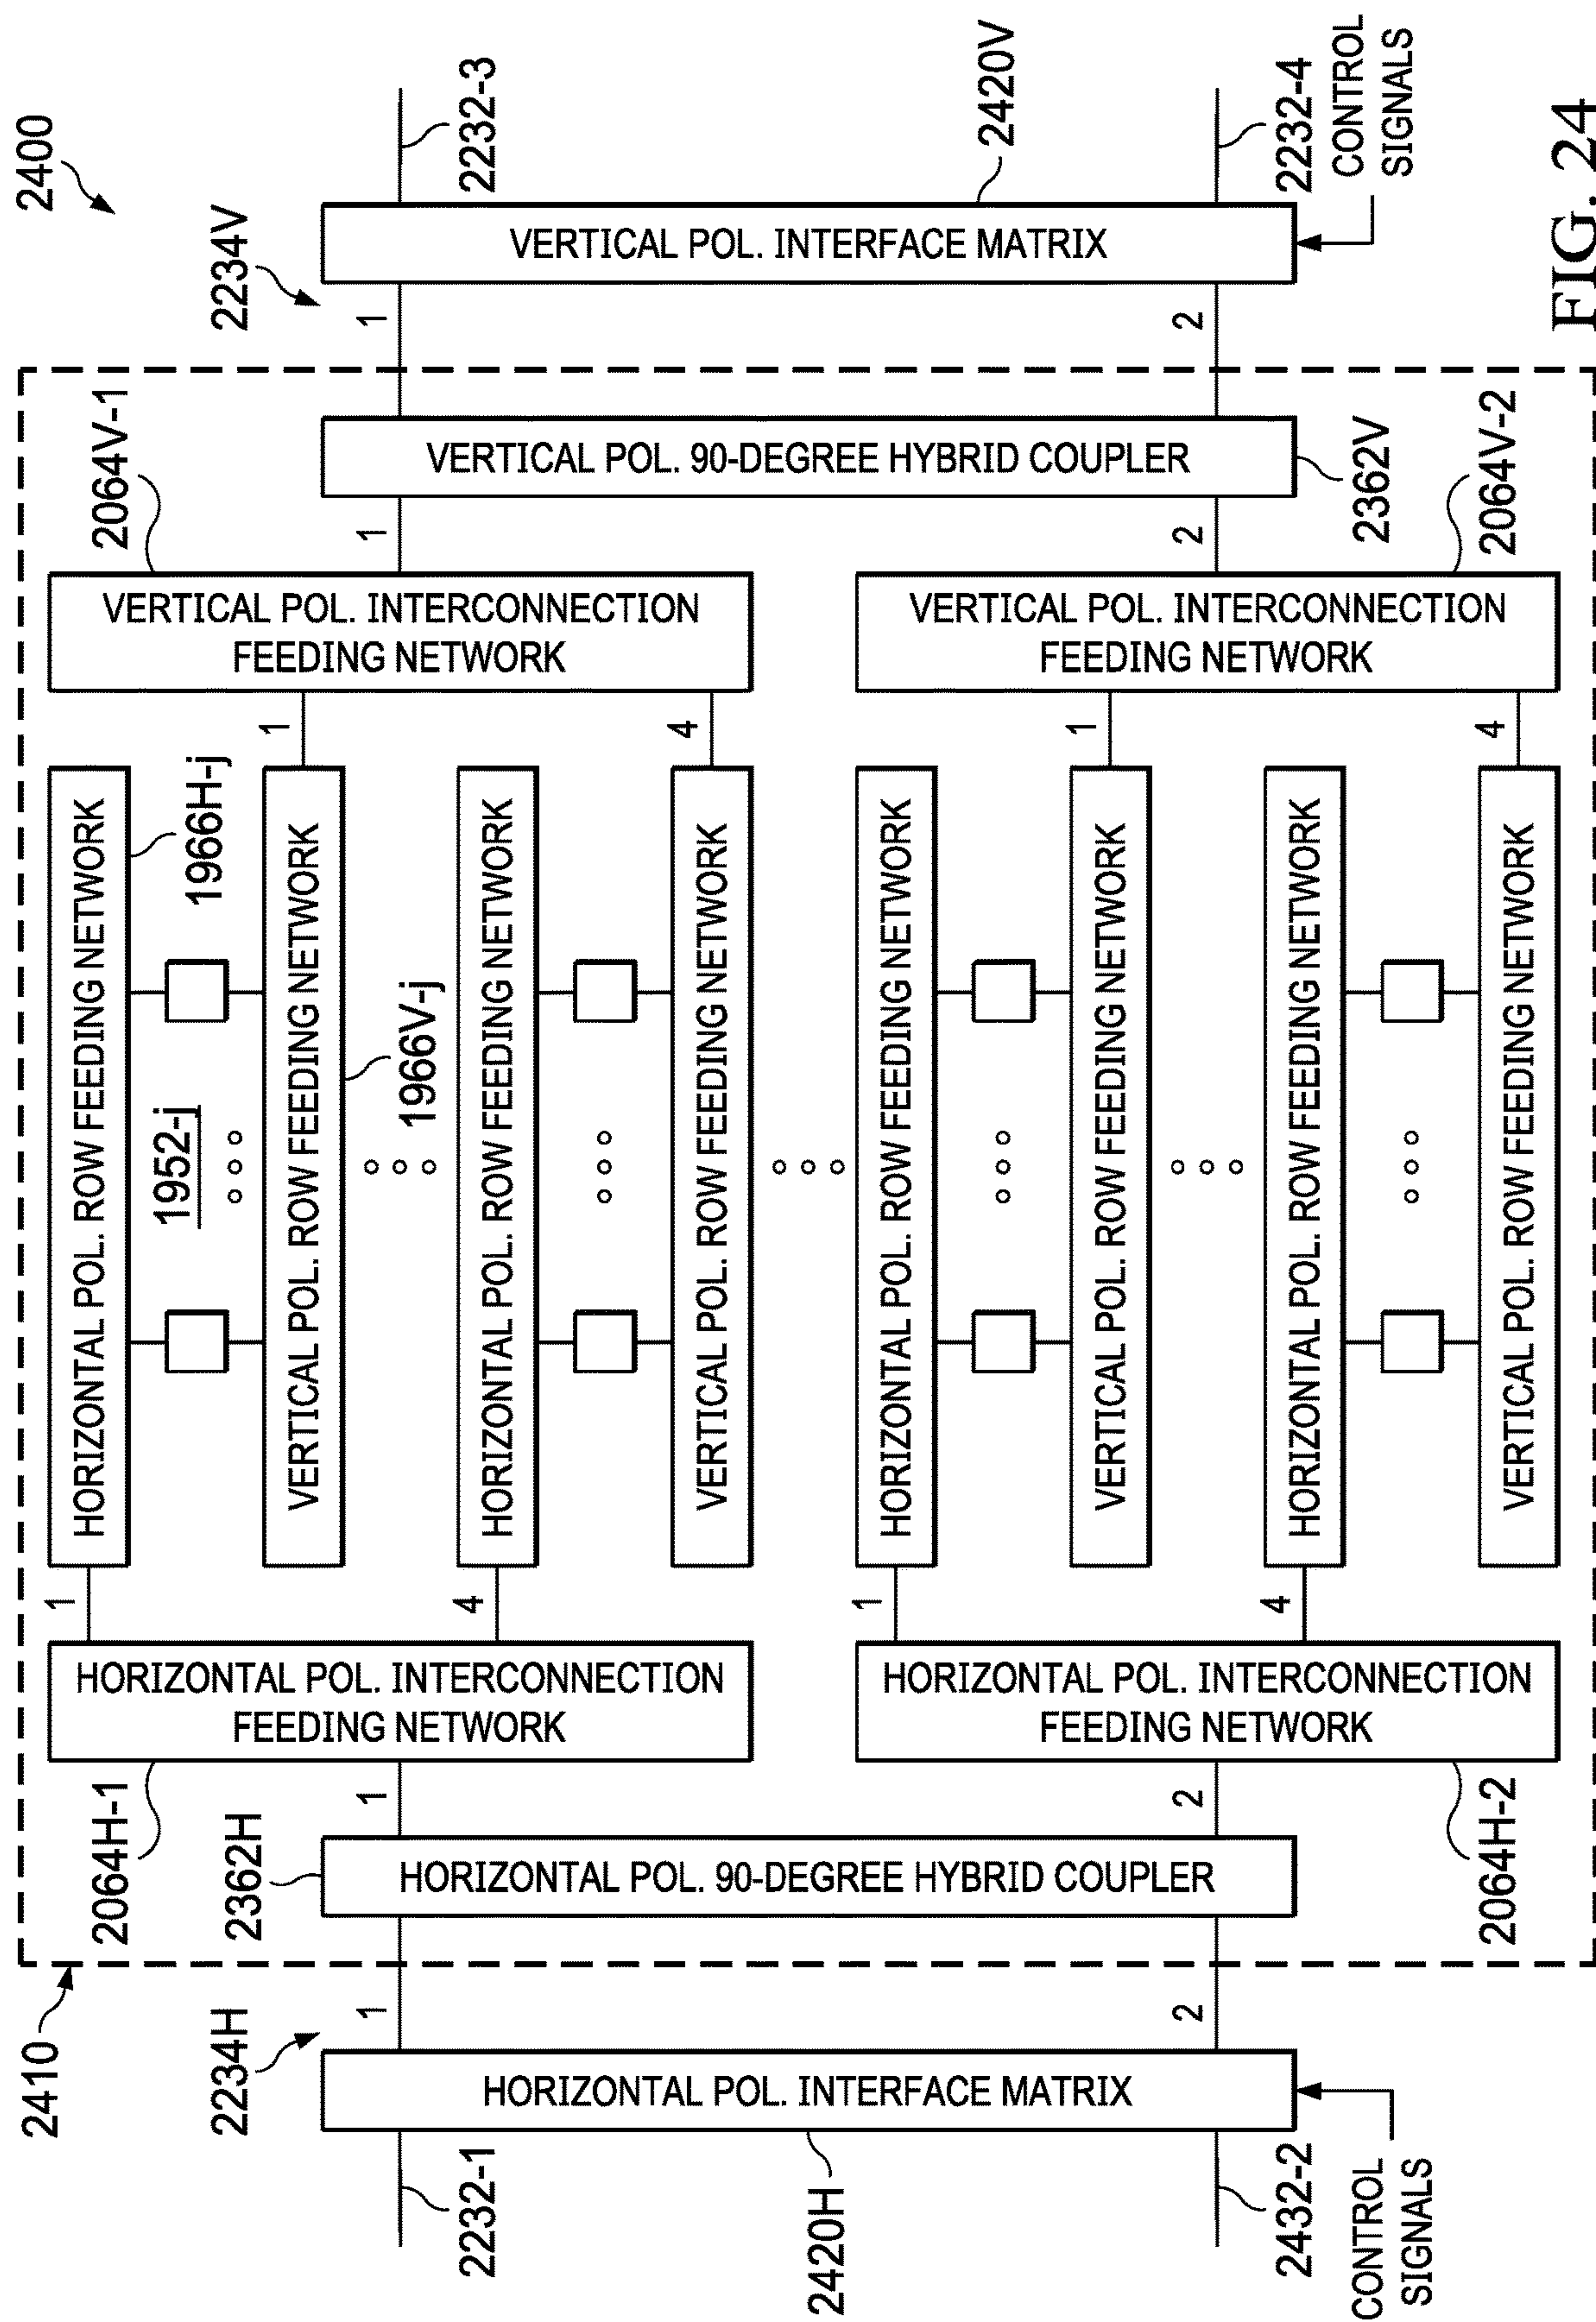 2400
2410
2234H
2234V
2064H-1
2362H
2064V-1
HORIZONTAL POL. INTERFACE MATRIX
HORIZONTAL POL. 90-DEGREE HYBRID COUPLER
HORIZONTAL POL. INTERCONNECTION
FEEDING NETWORK
HORIZONTAL POL. INTERCONNECTION
FEEDING NETWORK
HORIZONTAL POL. ROW FEEDING NETWORK
1966H-j
1952-j
VERTICAL POL. ROW FEEDING NETWORK
1966V-j
HORIZONTAL POL. ROW FEEDING NETWORK
VERTICAL POL. ROW FEEDING NETWORK
HORIZONTAL POL. ROW FEEDING NETWORK
VERTICAL POL. ROW FEEDING NETWORK
HORIZONTAL POL. ROW FEEDING NETWORK
VERTICAL POL. ROW FEEDING NETWORK
VERTICAL POL. INTERCONNECTION
FEEDING NETWORK
VERTICAL POL. INTERCONNECTION
FEEDING NETWORK
VERTICAL POL. 90-DEGREE HYBRID COUPLER
VERTICAL POL. INTERFACE MATRIX
1
2
1
2
1
4
1
4
1
4
1
4
1
2
1
2
2232-1
2420H
2432-2
CONTROL
SIGNALS
2064H-2
2362V
2064V-2
2232-3
2420V
2232-4
CONTROL
SIGNALS
FIG. 24